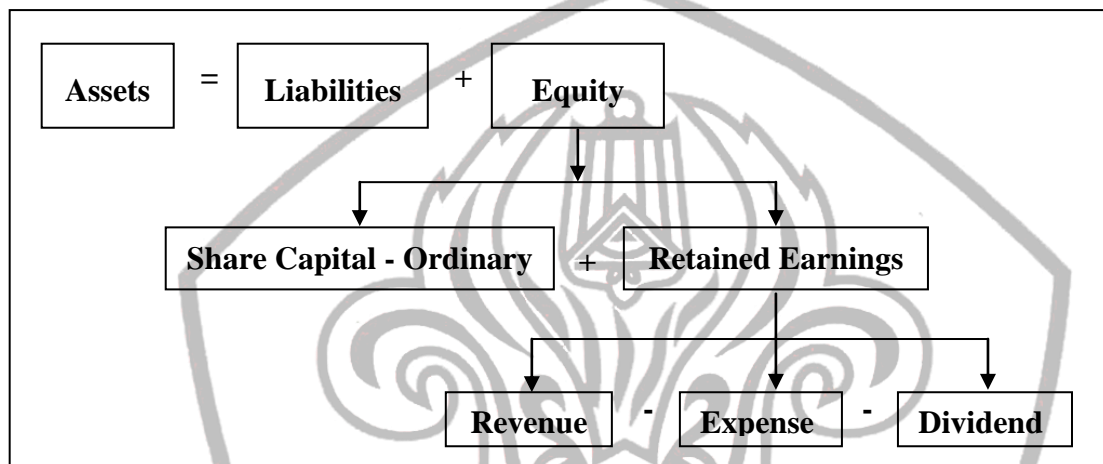 Assets = Liabilities + Equity
Share Capital - Ordinary + Retained Earnings
Revenue - Expense - Dividend